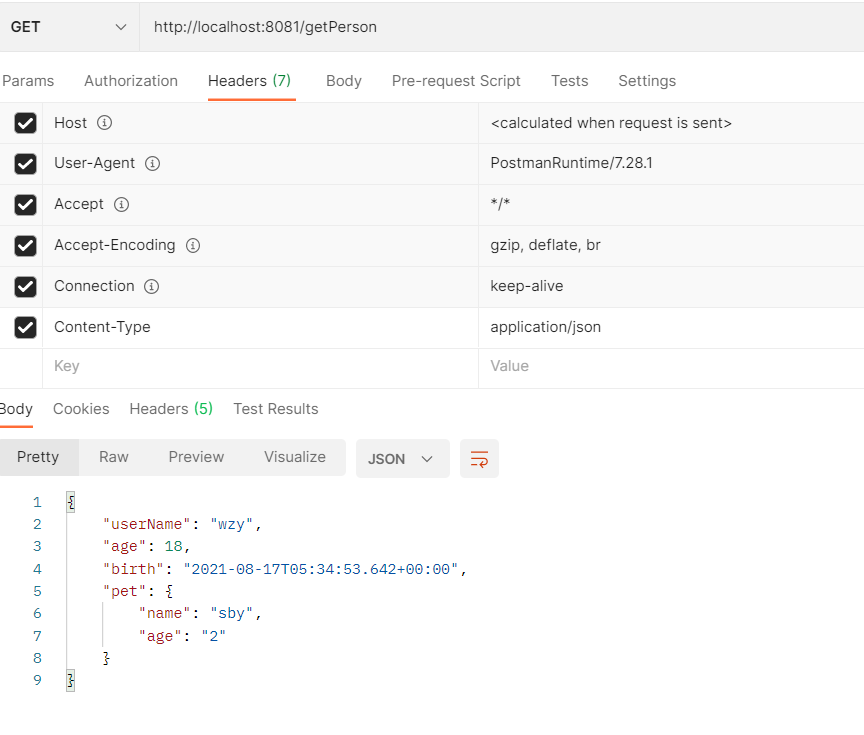 GET http://localhost:8081/getPerson
Params Authorization Headers (7) Body Pre-request Script Tests Settings
Host <calculated when request is sent>
User-Agent PostmanRuntime/7.28.1
Accept */*
Accept-Encoding gzip, deflate, br
Connection keep-alive
Content-Type application/json
Key Value
Body Cookies Headers (5) Test Results
Pretty Raw Preview Visualize JSON
1 {
2 "userName": "wzy",
3 "age": 18,
4 "birth": "2021-08-17T05:34:53.642+00:00",
5 "pet": {
6 "name": "sby",
7 "age": "2"
8 }
9 }